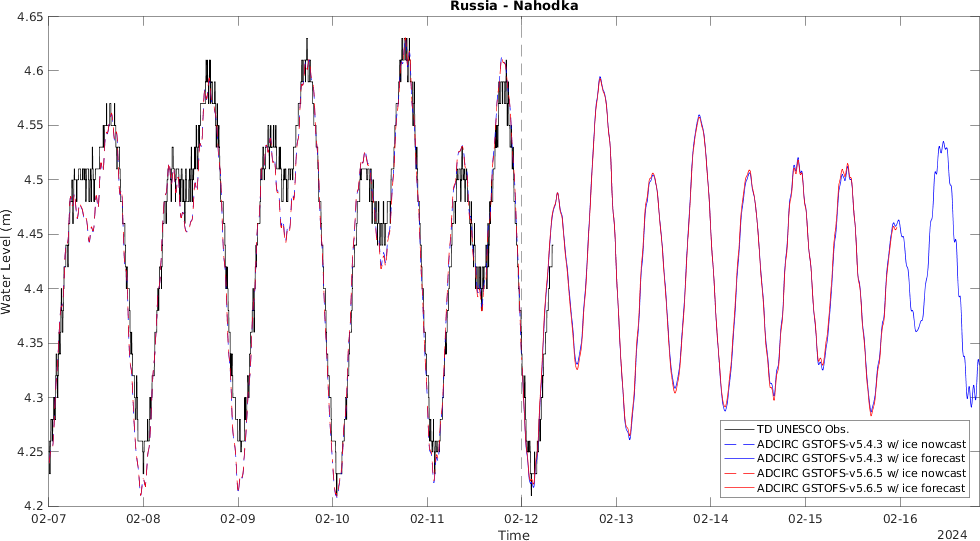 Russia - Nahodka
4.65
4.6
4.55
4.5
4.45
4.4
4.35
4.3
4.25
4.2
Water Level (m)
02-07 02-08 02-09 02-10 02-11 02-12 02-13 02-14 02-15 02-16
Time
2024
TD UNESCO Obs.
ADCIRC GSTOFS-v5.4.3 w/ ice nowcast
ADCIRC GSTOFS-v5.4.3 w/ ice forecast
ADCIRC GSTOFS-v5.6.5 w/ ice nowcast
ADCIRC GSTOFS-v5.6.5 w/ ice forecast